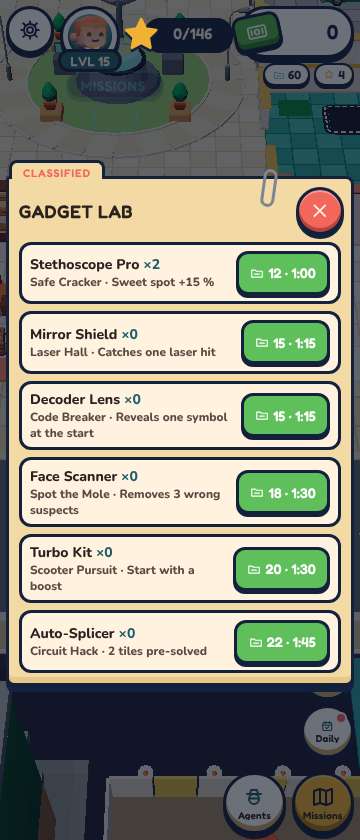 LVL 15
0/146
0
60
4
MISSIONS
CLASSIFIED
GADGET LAB
Stethoscope Pro ×2
Safe Cracker · Sweet spot +15 %
12 · 1:00
Mirror Shield ×0
Laser Hall · Catches one laser hit
15 · 1:15
Decoder Lens ×0
Code Breaker · Reveals one symbol
at the start
15 · 1:15
Face Scanner ×0
Spot the Mole · Removes 3 wrong
suspects
18 · 1:30
Turbo Kit ×0
Scooter Pursuit · Start with a
boost
20 · 1:30
Auto-Splicer ×0
Circuit Hack · 2 tiles pre-solved
22 · 1:45
Daily
Agents
Missions